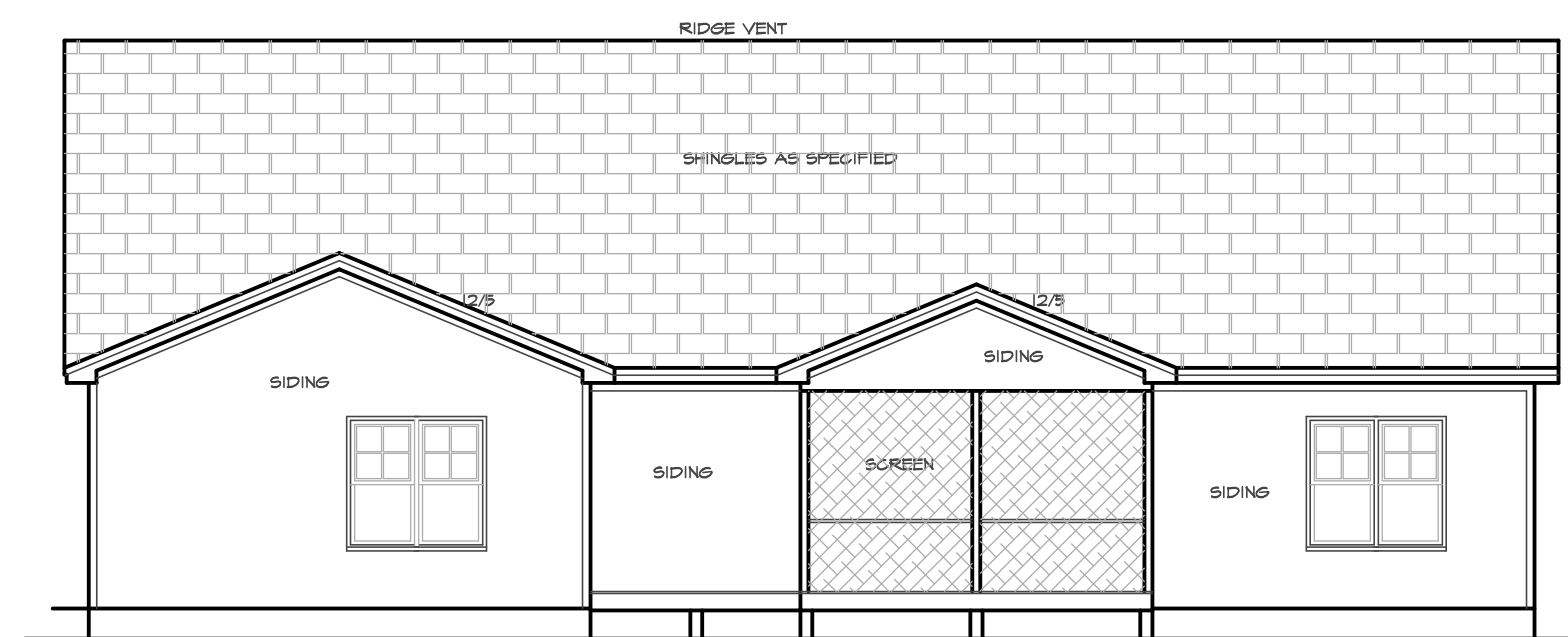 RIDGE VENT
SHINGLES AS SPECIFIED
12/5
12/5
SIDING
SIDING
SCREEN
SIDING
SIDING